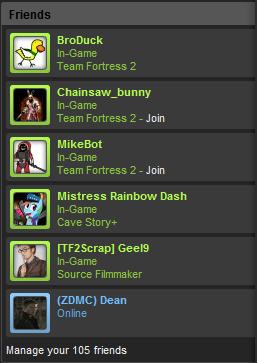 Friends
BroDuck
In-Game
Team Fortress 2
Chainsaw_bunny
In-Game
Team Fortress 2 - Join
MikeBot
In-Game
Team Fortress 2 - Join
Mistress Rainbow Dash
In-Game
Cave Story+
[TF2Scrap] Geel9
In-Game
Source Filmmaker
(ZDMC) Dean
Online
Manage your 105 friends